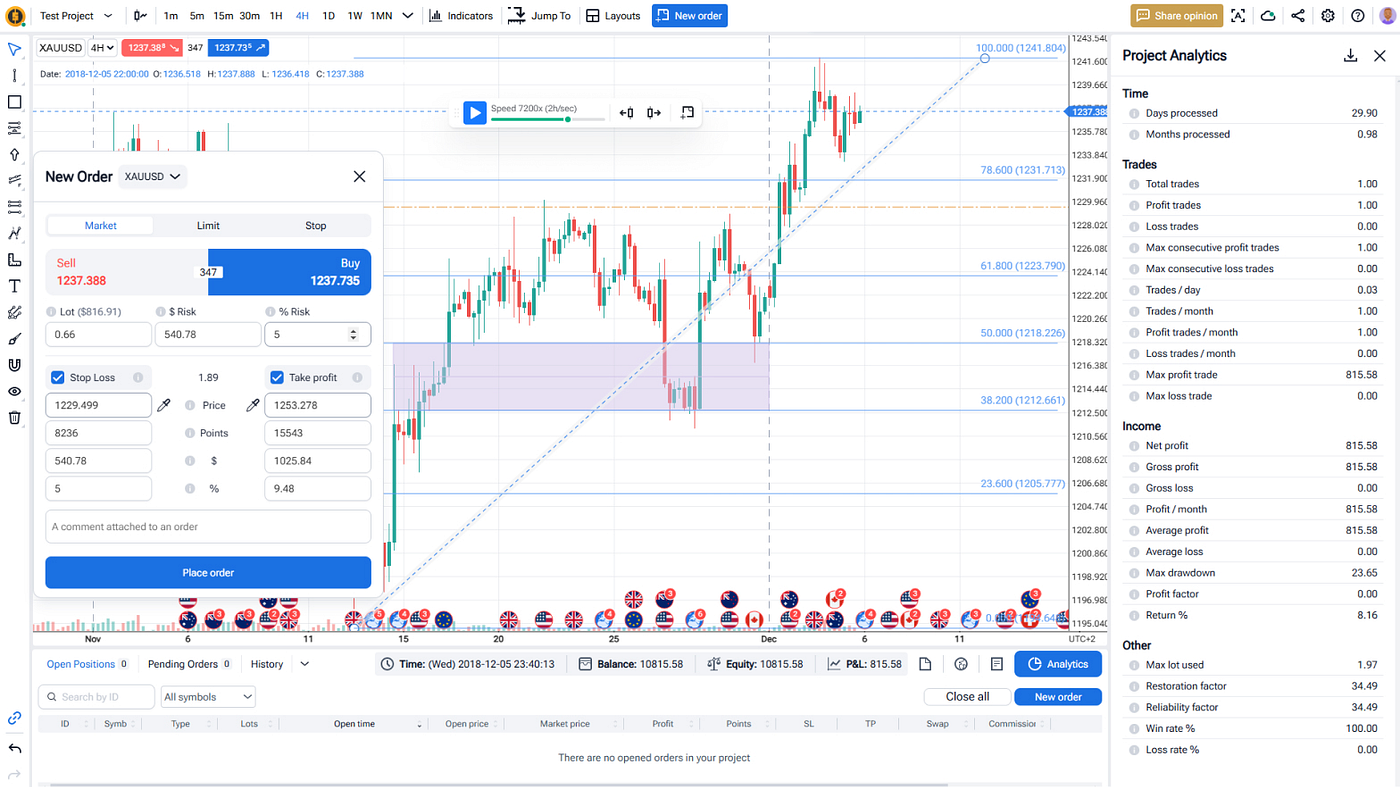 Test Project 1m 5m 15m 30m 1H 4H 1D 1W 1MN Indicators Jump To Layouts New order Share opinion
XAUUSD 4H 1237.38⁸ 347 1237.73⁵
Date: 2018-12-05 22:00:00 O: 1236.518 H: 1237.888 L: 1236.418 C: 1237.388
Speed 7200x (2h/sec)
100.000 (1241.804)
78.600 (1231.713)
61.800 (1223.790)
50.000 (1218.226)
38.200 (1212.661)
23.600 (1205.777)
1243.540
1241.600
1239.660
1237.388
1235.780
1233.840
1231.900
1229.960
1228.020
1226.080
1224.140
1222.200
1220.260
1218.320
1216.380
1214.440
1212.500
1210.560
1208.620
1206.680
1204.740
1202.800
1200.860
1198.920
1196.980
1195.040
New Order XAUUSD
Market Limit Stop
Sell Buy
1237.388 347 1237.735
Lot ($816.91) $ Risk % Risk
0.66 540.78 5
Stop Loss 1.89 Take profit
1229.499 Price 1253.278
8236 Points 15543
540.78 $ 1025.84
5 % 9.48
A comment attached to an order
Place order
Nov 6 11 15 20 25 Dec 6 11 UTC+2
Open Positions 0 Pending Orders 0 History Time: (Wed) 2018-12-05 23:40:13 Balance: 10815.58 Equity: 10815.58 P&L: 815.58 Analytics
Search by ID All symbols Close all New order
ID Symb Type Lots Open time Open price Market price Profit Points SL TP Swap Commission
There are no opened orders in your project
Project Analytics
Time
Days processed 29.90
Months processed 0.98
Trades
Total trades 1.00
Profit trades 1.00
Loss trades 0.00
Max consecutive profit trades 1.00
Max consecutive loss trades 0.00
Trades / day 0.03
Trades / month 1.00
Profit trades / month 1.00
Loss trades / month 0.00
Max profit trade 815.58
Max loss trade 0.00
Income
Net profit 815.58
Gross profit 815.58
Gross loss 0.00
Profit / month 815.58
Average profit 815.58
Average loss 0.00
Max drawdown 23.65
Profit factor 0.00
Return % 8.16
Other
Max lot used 1.97
Restoration factor 34.49
Reliability factor 34.49
Win rate % 100.00
Loss rate % 0.00